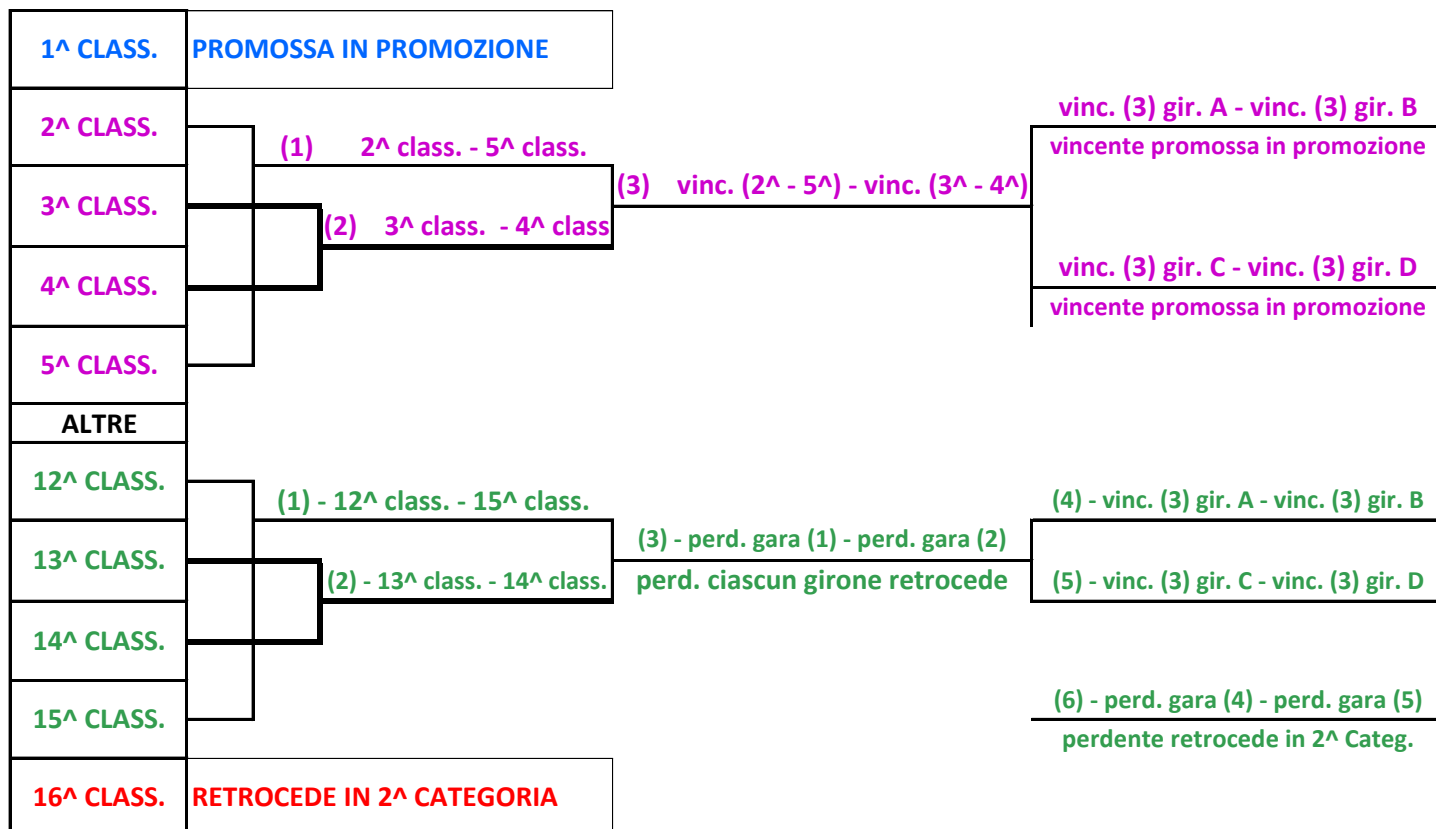 1^ CLASS.
PROMOSSA IN PROMOZIONE
2^ CLASS.
3^ CLASS.
4^ CLASS.
5^ CLASS.
(1) 2^ class. - 5^ class.
(2) 3^ class. - 4^ class
(3) vinc. (2^ - 5^) - vinc. (3^ - 4^)
vinc. (3) gir. A - vinc. (3) gir. B
vincente promossa in promozione
vinc. (3) gir. C - vinc. (3) gir. D
vincente promossa in promozione
ALTRE
12^ CLASS.
13^ CLASS.
14^ CLASS.
15^ CLASS.
(1) - 12^ class. - 15^ class.
(2) - 13^ class. - 14^ class.
(3) - perd. gara (1) - perd. gara (2)
perd. ciascun girone retrocede
(4) - vinc. (3) gir. A - vinc. (3) gir. B
(5) - vinc. (3) gir. C - vinc. (3) gir. D
(6) - perd. gara (4) - perd. gara (5)
perdente retrocede in 2^ Categ.
16^ CLASS.
RETROCEDE IN 2^ CATEGORIA